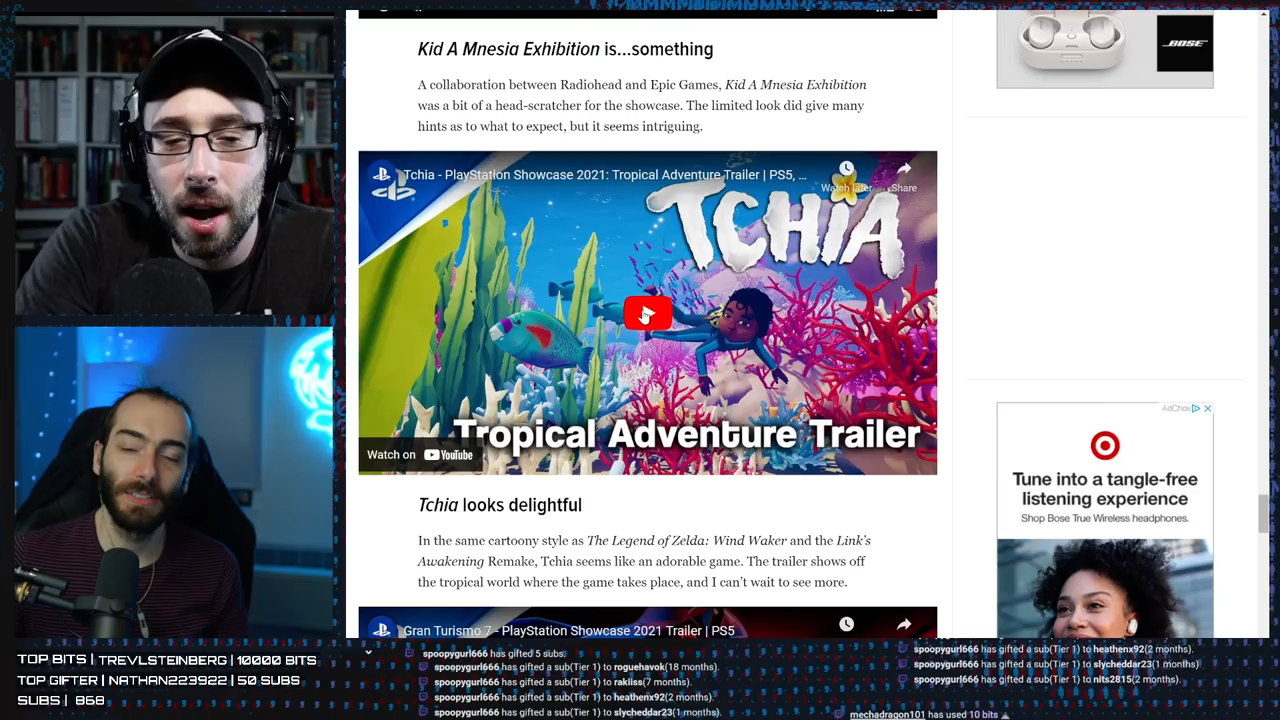 Kid A Mnesia Exhibition is...something
A collaboration between Radiohead and Epic Games, Kid A Mnesia Exhibition
was a bit of a head-scratcher for the showcase. The limited look did give many
hints as to what to expect, but it seems intriguing.
Tchia - PlayStation Showcase 2021: Tropical Adventure Trailer | PS5, ...
Watch later
Share
TCHIA
Tropical Adventure Trailer
Watch on YouTube
Tchia looks delightful
In the same cartoony style as The Legend of Zelda: Wind Waker and the Link's
Awakening Remake, Tchia seems like an adorable game. The trailer shows off
the tropical world where the game takes place, and I can't wait to see more.
Gran Turismo 7 - PlayStation Showcase 2021 Trailer | PS5
BOSE
AdChoi
Tune into a tangle-free
listening experience
Shop Bose True Wireless headphones.
TOP BITS | TREVLSTEINBERG | 10000 BITS
TOP GIFTER | NATHAN223922 | 50 SUBS
SUBS | 868
spoopygurl666 has gifted 5 subs.
spoopygurl666 has gifted a sub(Tier 1) to roguehavok(18 months).
spoopygurl666 has gifted a sub(Tier 1) to rakliss(7 months).
spoopygurl666 has gifted a sub(Tier 1) to heathenx92(2 months).
spoopygurl666 has gifted a sub(Tier 1) to slycheddar23(1 months).
spoopygurl666 has gifted a sub(Tier 1) to heathenx92(2 months).
spoopygurl666 has gifted a sub(Tier 1) to slycheddar23(1 months).
spoopygurl666 has gifted a sub(Tier 1) to nits2815(2 months).
mechadragon101 has used 10 bits